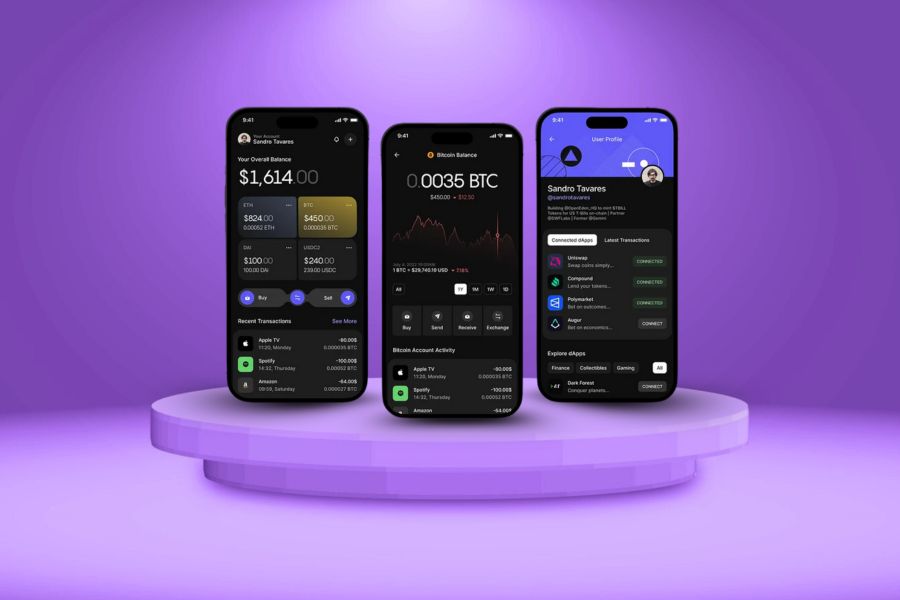 9:41
Your Account
Sandro Tavares
Your Overall Balance
$1,614.00
ETH
$824.00
0.00052 ETH
BTC
$450.00
0.000035 BTC
DAI
$100.00
100.00 DAI
USDC2
$240.00
239.00 USDC
Buy
Sell
Recent Transactions
See More
Apple TV
-80.00$
11:20, Monday
0.000035 BTC
Spotify
-100.00$
14:32, Thursday
0.00052 BTC
Amazon
-64.00$
09:59, Saturday
0.000027 BTC
9:41
Bitcoin Balance
0.0035 BTC
$450.00 $12.50
July 4, 2022
1 BTC = $29,740.19 USD 7.18%
All
1Y
9M
1W
1D
Buy
Send
Receive
Exchange
Bitcoin Account Activity
Apple TV
-80.00$
11:20, Monday
0.000035 BTC
Spotify
-100.00$
14:32, Thursday
0.00052 BTC
Amazon
-64.00$
9:41
User Profile
Sandro Tavares
@sandrotavares
Building @OpenEden_HQ to mint $TBILL
Tokens for US T-Bills on-chain | Partner
@SWFLabs | Former @Gemini
Connected dApps
Latest Transactions
Uniswap
Swap coins simply...
CONNECTED
Compound
Lend your tokens...
CONNECTED
Polymarket
Bet on outcomes...
CONNECTED
Augur
Bet on economics...
CONNECT
Explore dApps
Finance
Collectibles
Gaming
All
Dark Forest
Conquer planets...
CONNECT